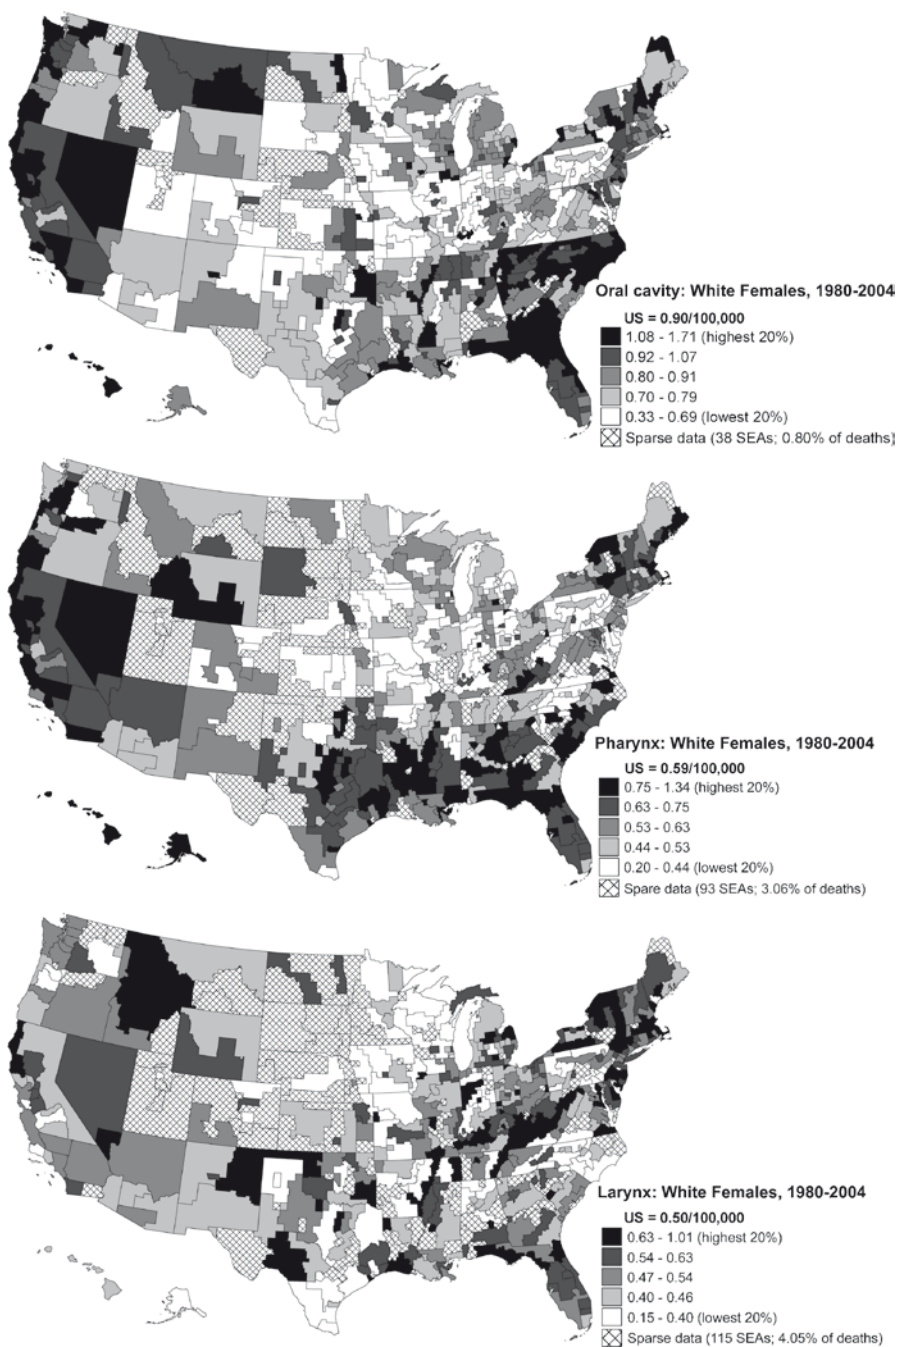 Oral cavity: White Females, 1980-2004
US = 0.90/100,000
1.08 - 1.71 (highest 20%)
0.92 - 1.07
0.80 - 0.91
0.70 - 0.79
0.33 - 0.69 (lowest 20%)
Sparse data (38 SEAs; 0.80% of deaths)
Pharynx: White Females, 1980-2004
US = 0.59/100,000
0.75 - 1.34 (highest 20%)
0.63 - 0.75
0.53 - 0.63
0.44 - 0.53
0.20 - 0.44 (lowest 20%)
Spare data (93 SEAs; 3.06% of deaths)
Larynx: White Females, 1980-2004
US = 0.50/100,000
0.63 - 1.01 (highest 20%)
0.54 - 0.63
0.47 - 0.54
0.40 - 0.46
0.15 - 0.40 (lowest 20%)
Sparse data (115 SEAs; 4.05% of deaths)